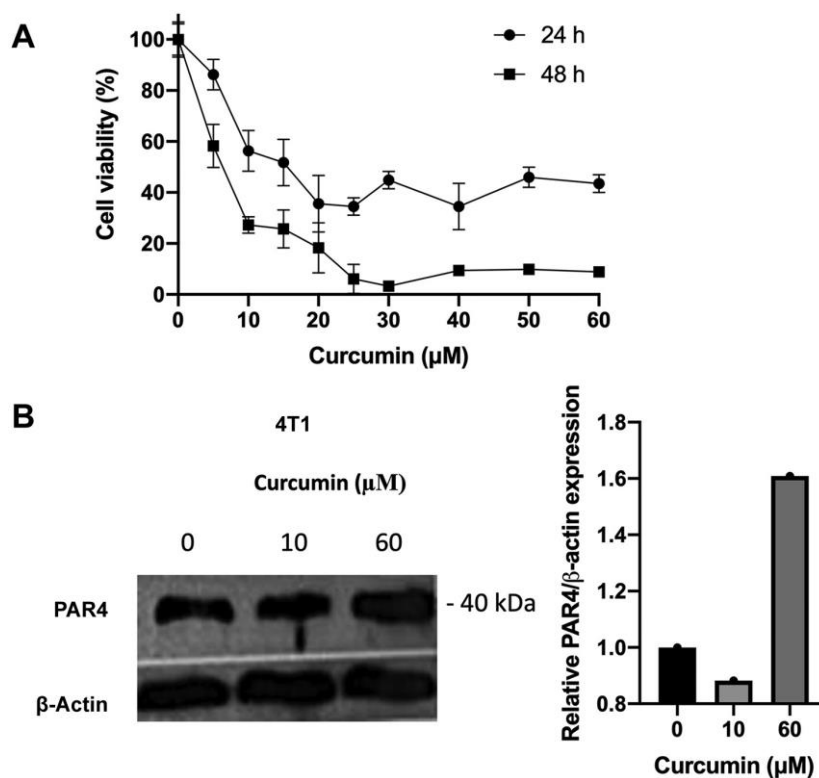 A
100
80
60
40
20
0
Cell viability (%)
24 h
48 h
0 10 20 30 40 50 60
Curcumin (µM)
B
4T1
Curcumin (µM)
0 10 60
PAR4
- 40 kDa
β-Actin
Relative PAR4/β-actin expression
1.8
1.6
1.4
1.2
1.0
0.8
0 10 60
Curcumin (µM)